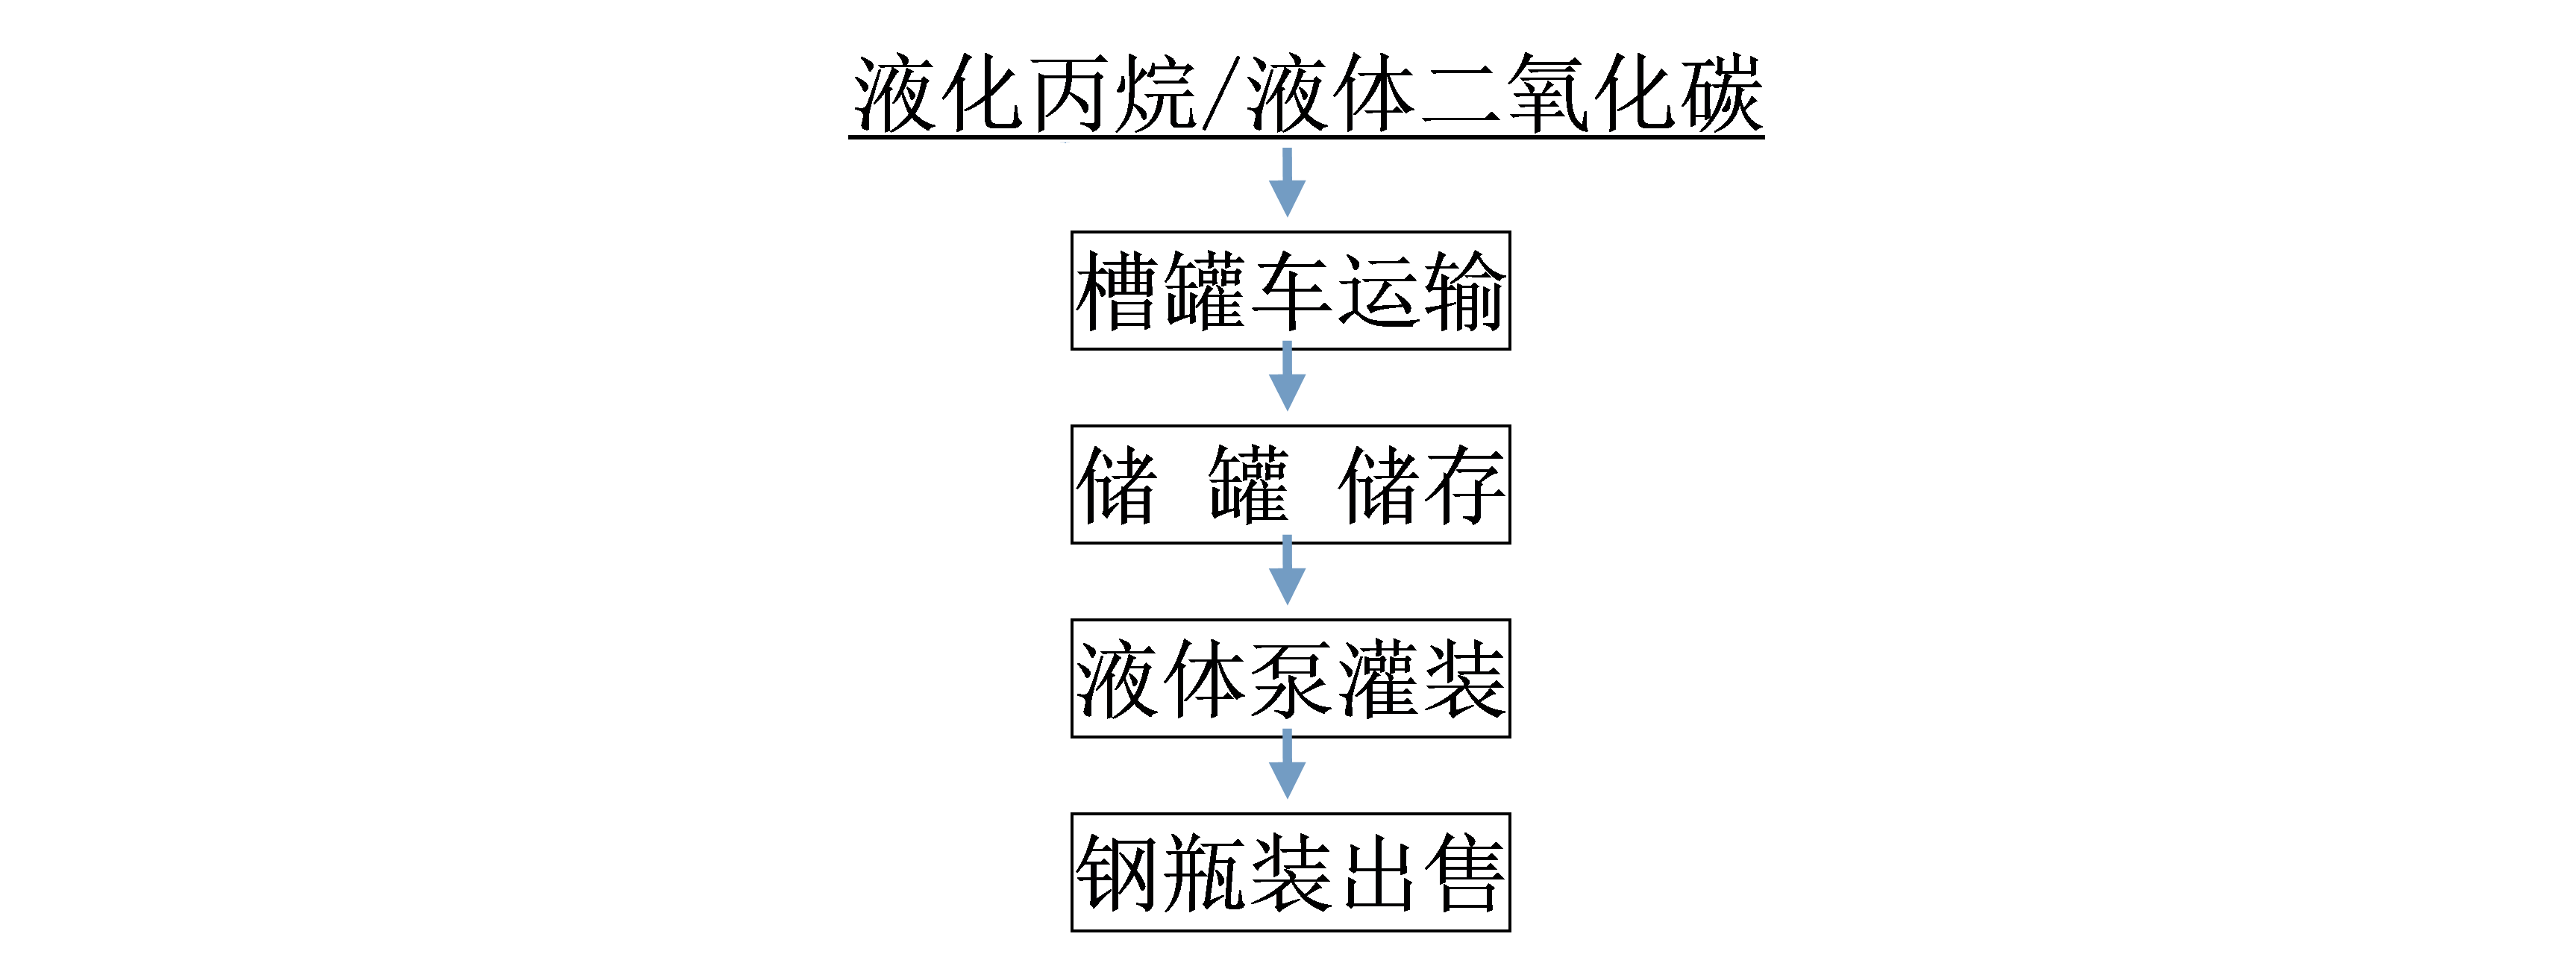 液化丙烷/液体二氧化碳
槽罐车运输
储 罐 储存
液体泵灌装
钢瓶装出售